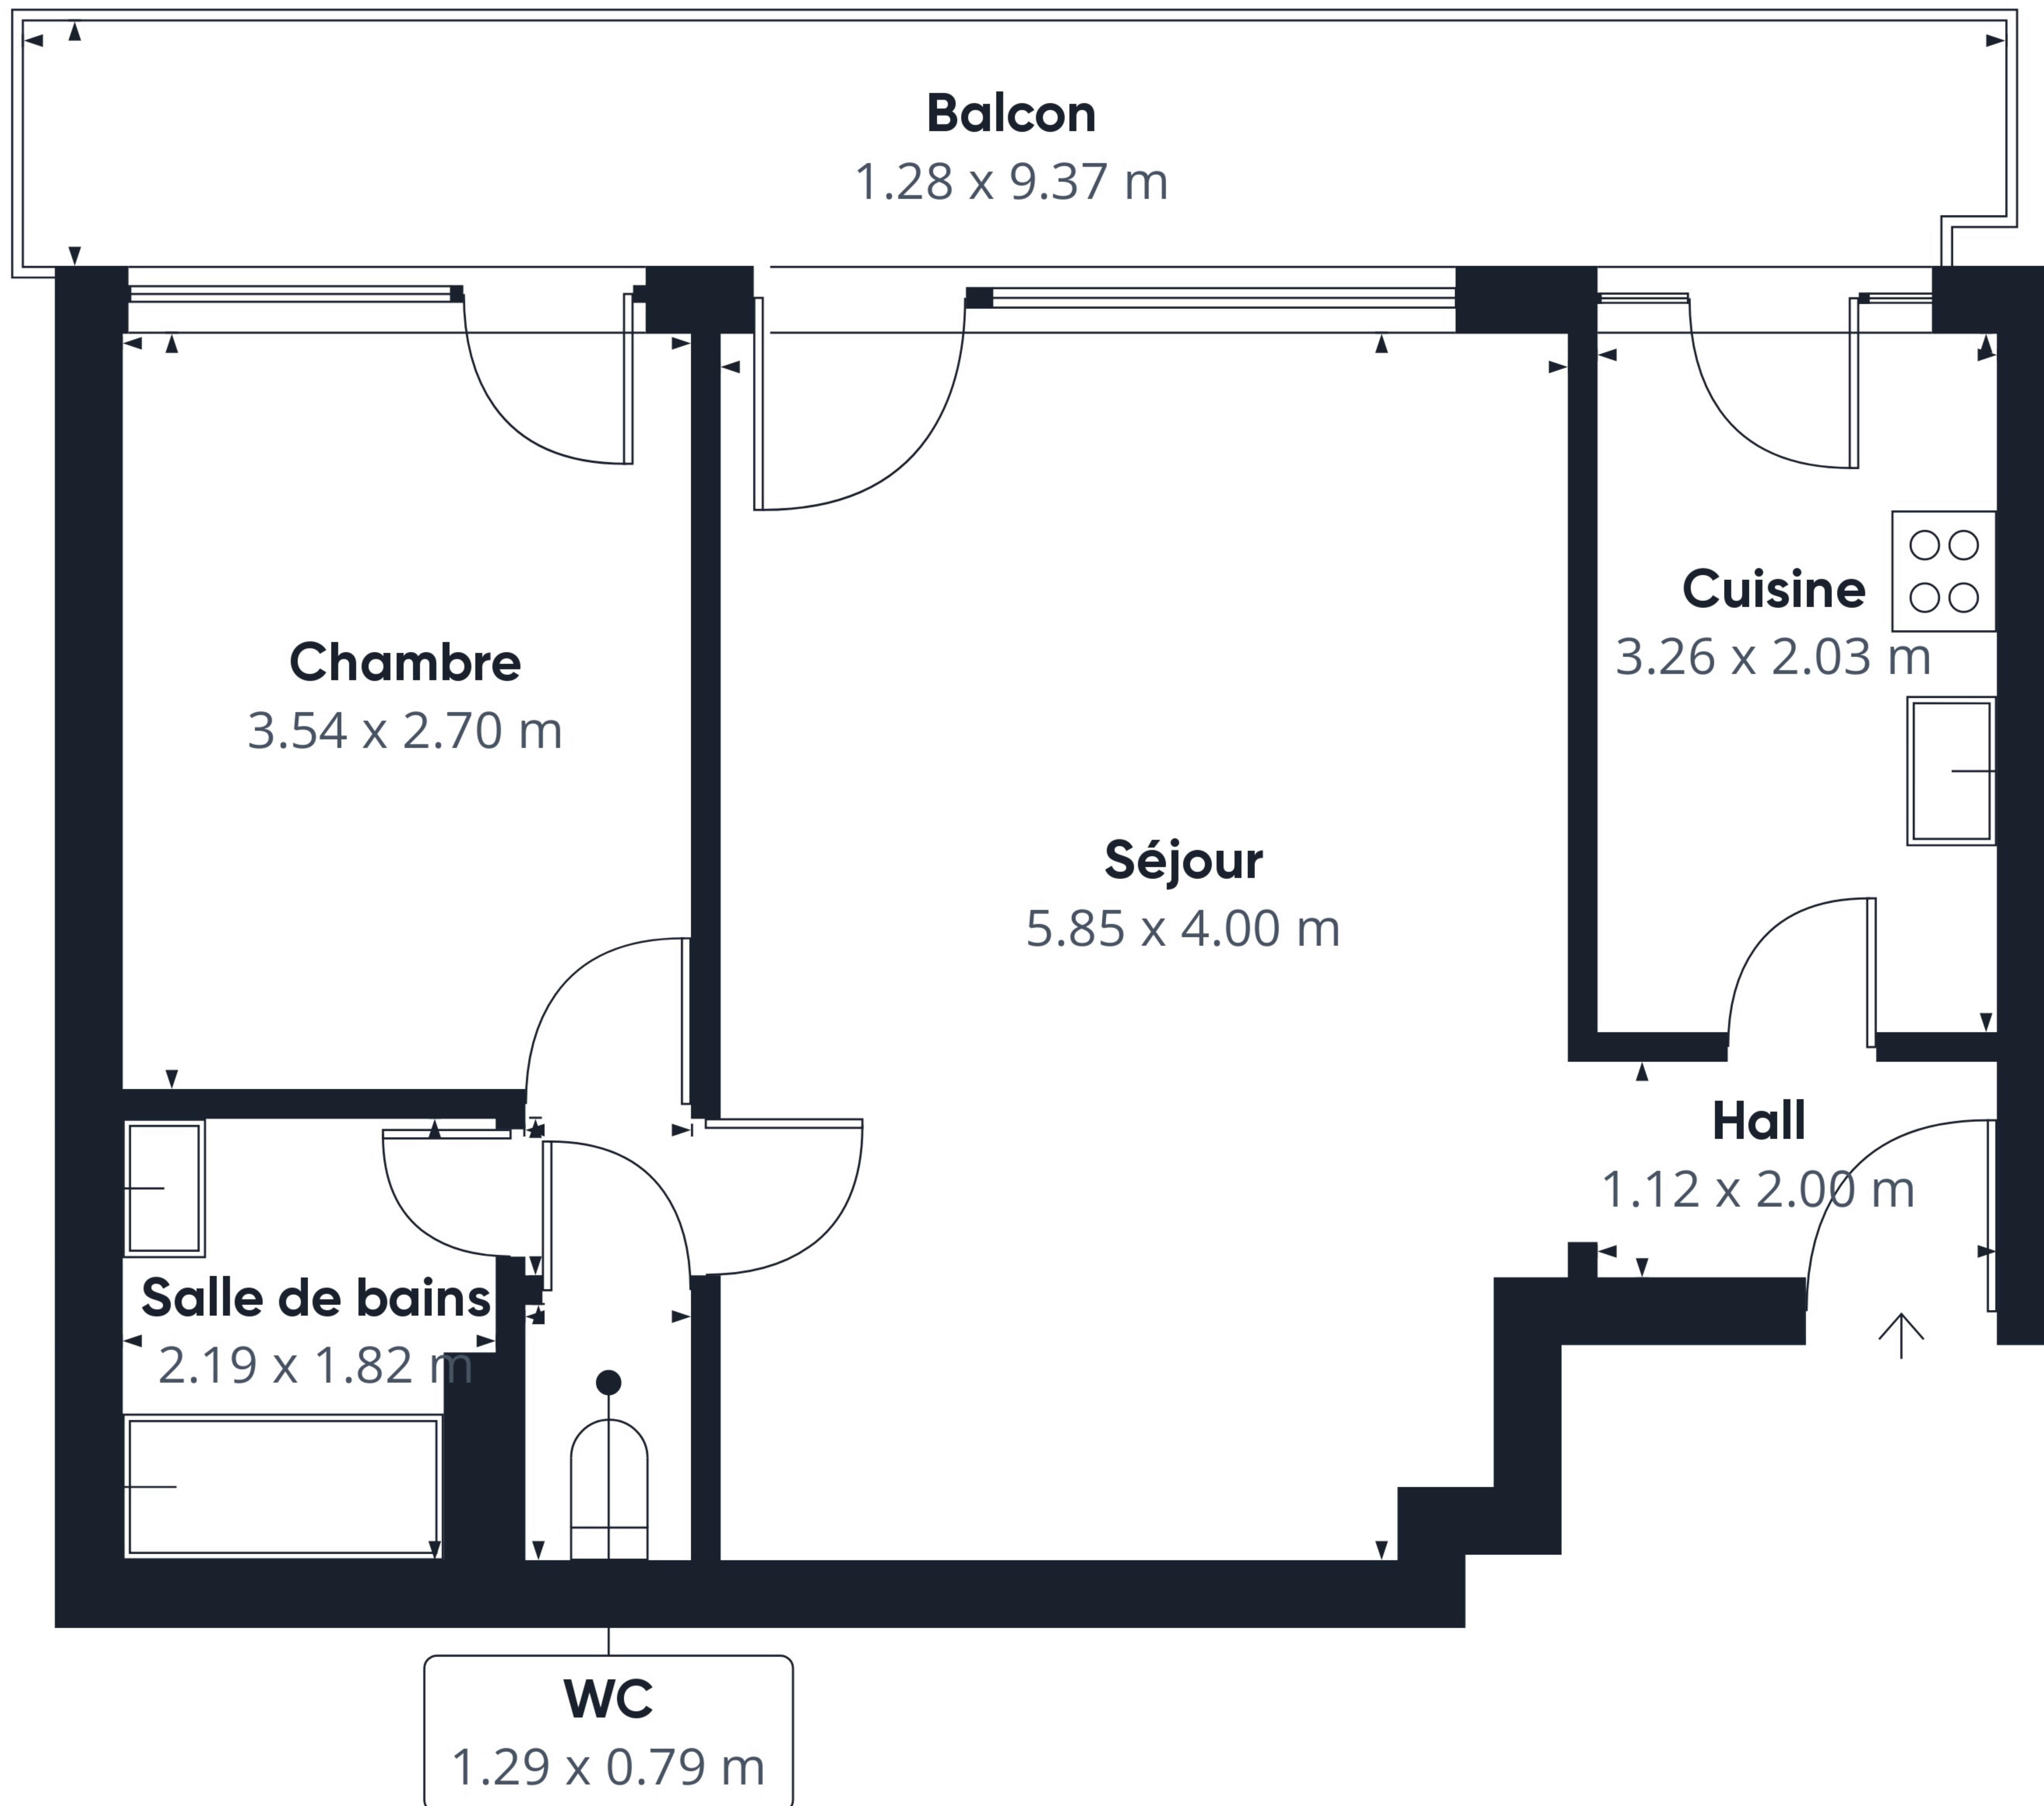 Balcon
1.28 x 9.37 m
Cuisine
3.26 x 2.03 m
Chambre
3.54 x 2.70 m
Séjour
5.85 x 4.00 m
Hall
1.12 x 2.00 m
Salle de bains
2.19 x 1.82 m
WC
1.29 x 0.79 m